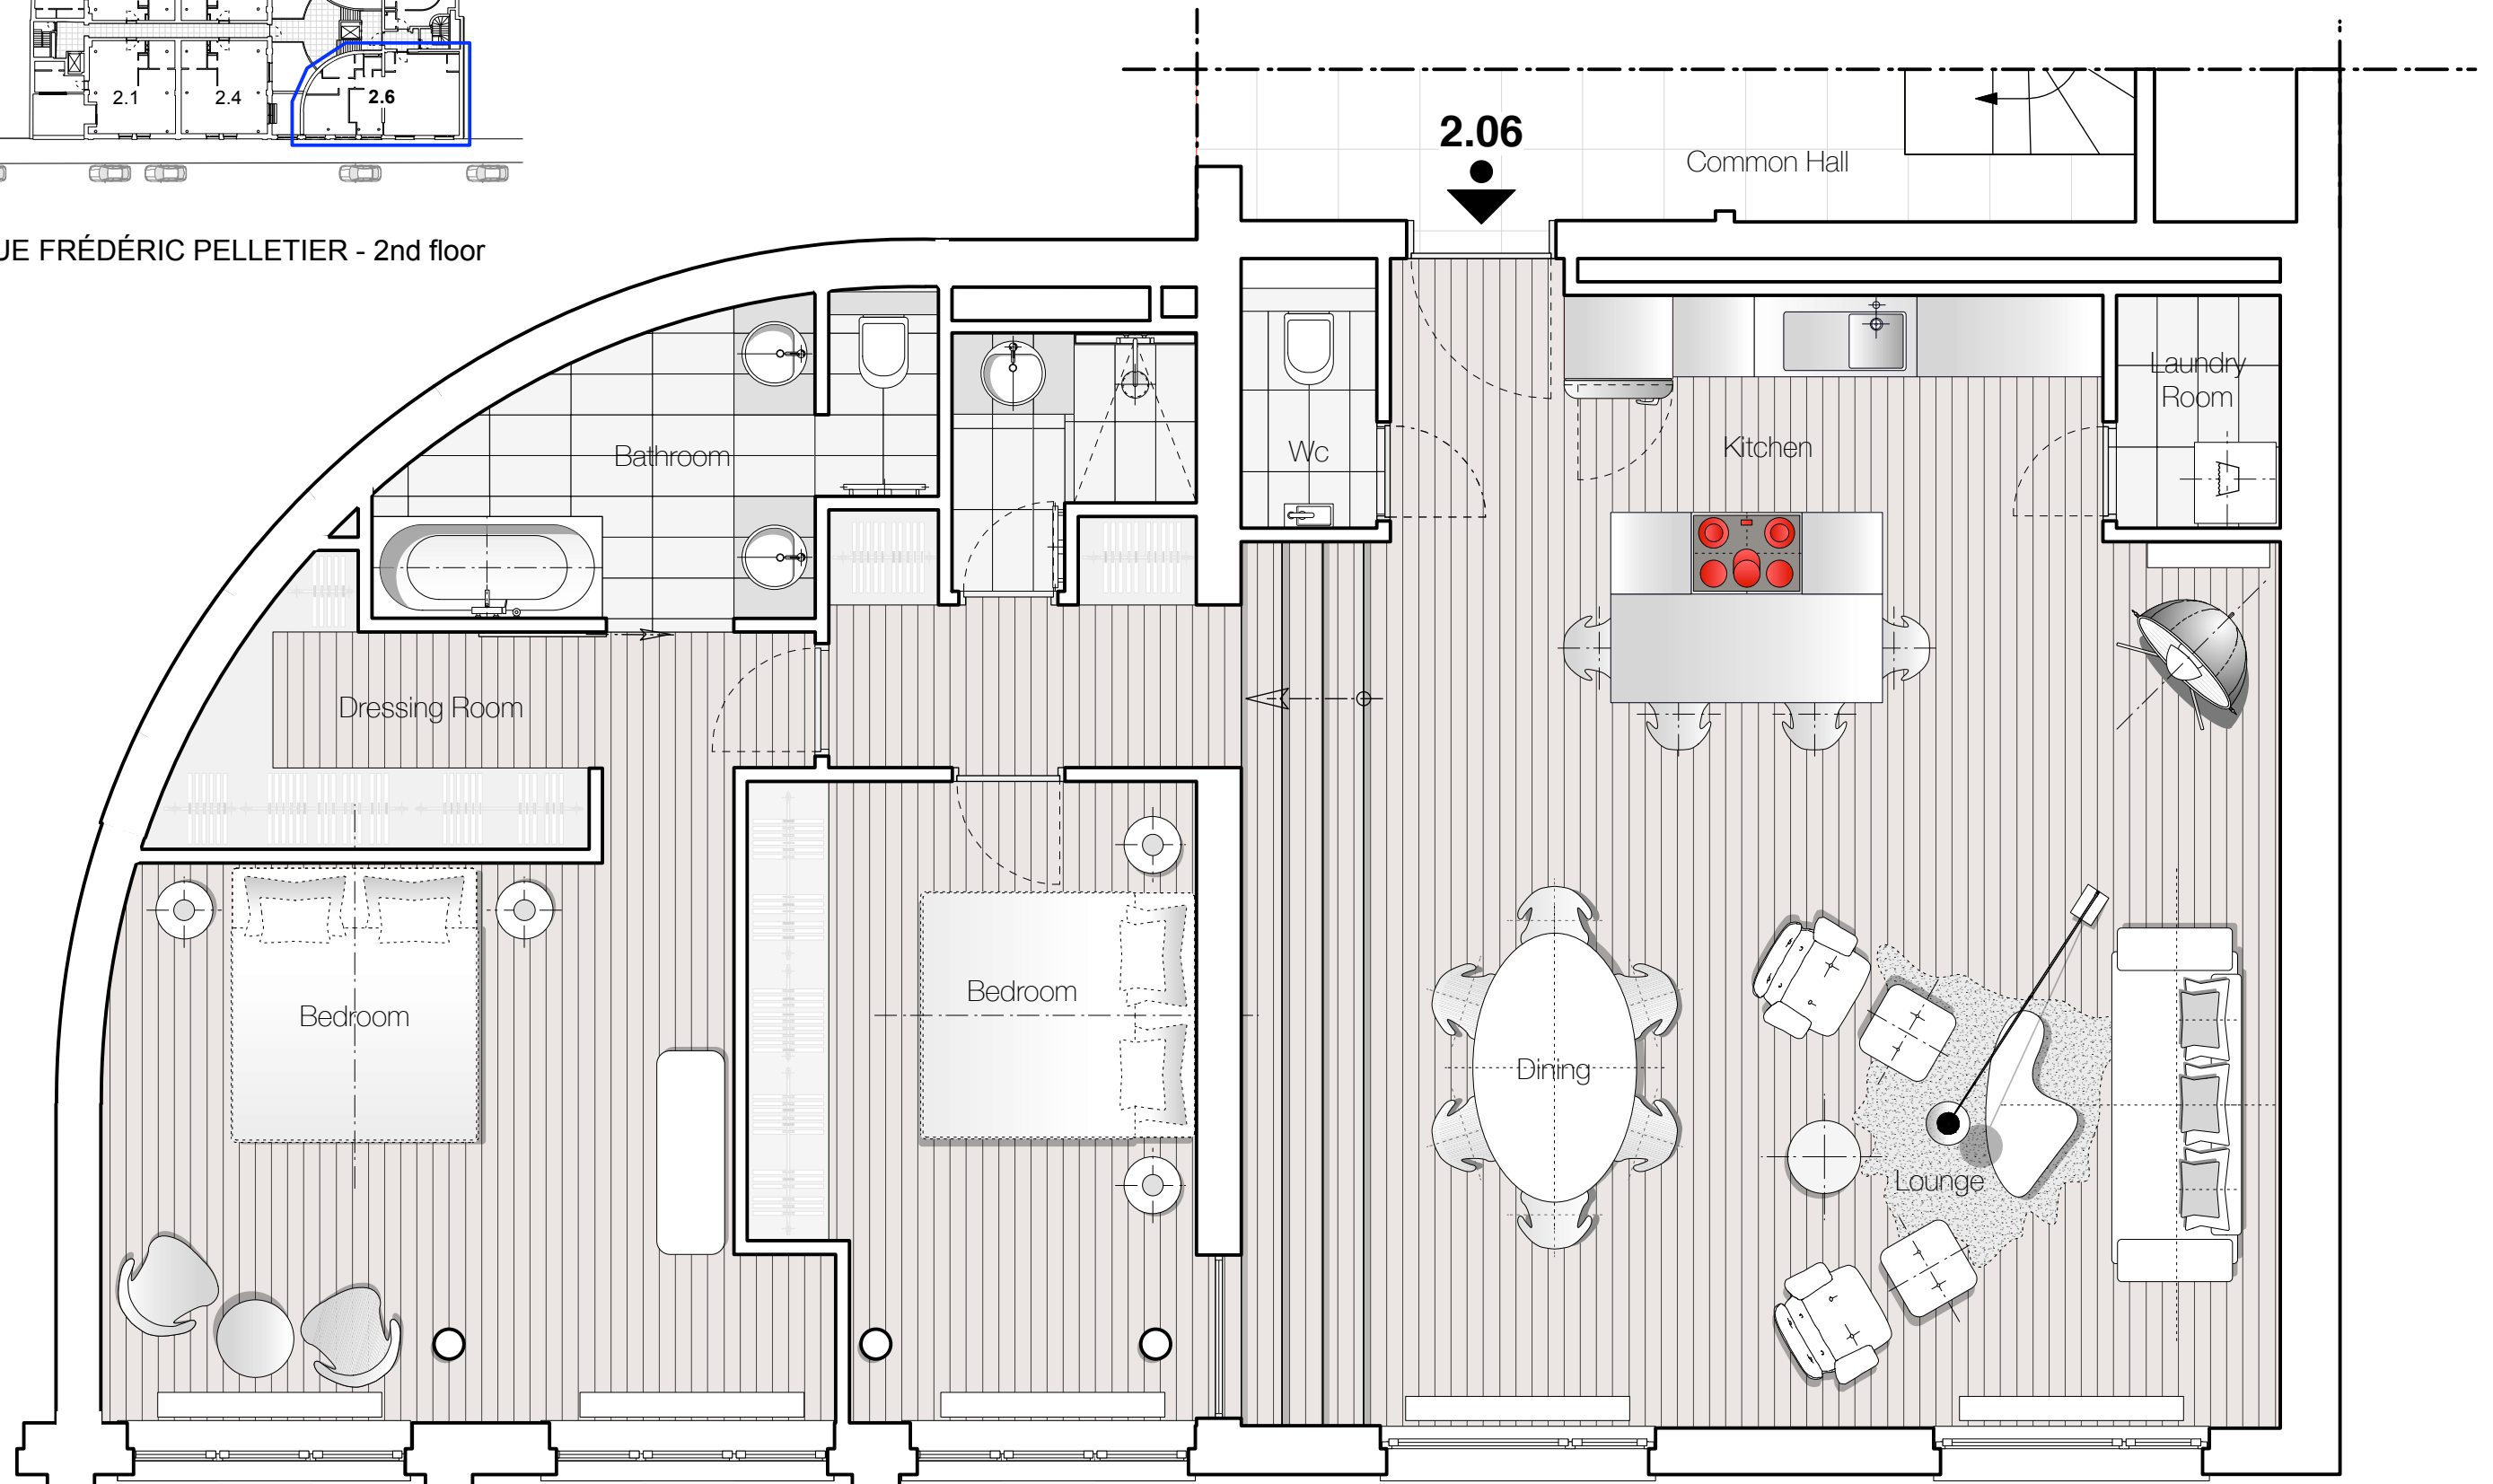 2.1
2.4
2.6
UE FRÉDÉRIC PELLETIER - 2nd floor
2.06
Common Hall
Laundry
Room
Bathroom
Wc
Kitchen
Dressing Room
Bedroom
Bedroom
Dining
Lounge